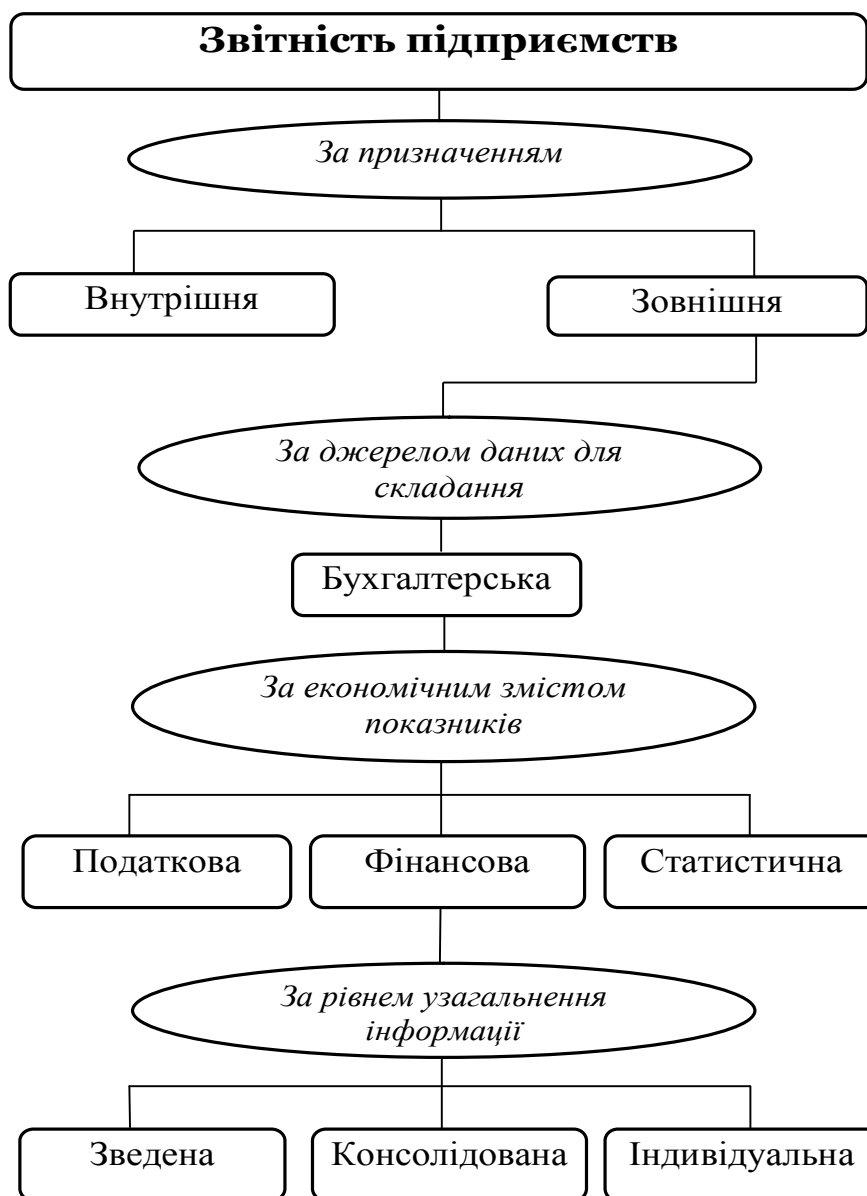 Звітність підприємств
За призначенням
Внутрішня
Зовнішня
За джерелом даних для
складання
Бухгалтерська
За економічним змістом
показників
Податкова
Фінансова
Статистична
За рівнем узагальнення
інформації
Зведена
Консолідована
Індивідуальна